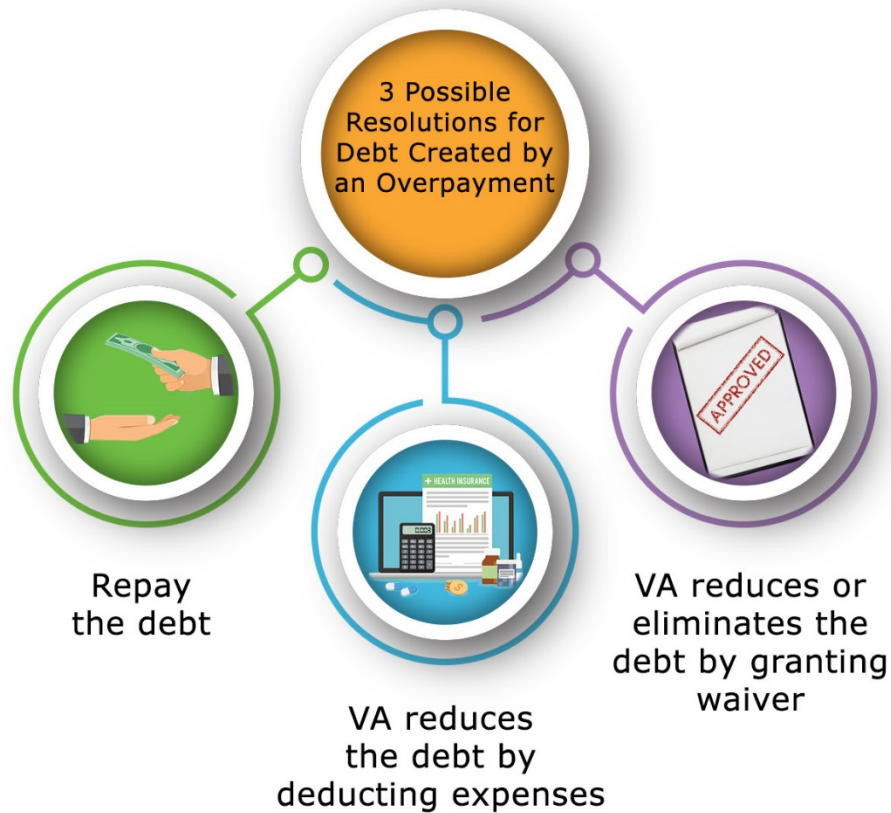 3 Possible
Resolutions for
Debt Created by
an Overpayment
Repay
the debt
+ HEALTH INSURANCE
VA reduces
the debt by
deducting expenses
APPROVED
VA reduces or
eliminates the
debt by granting
waiver